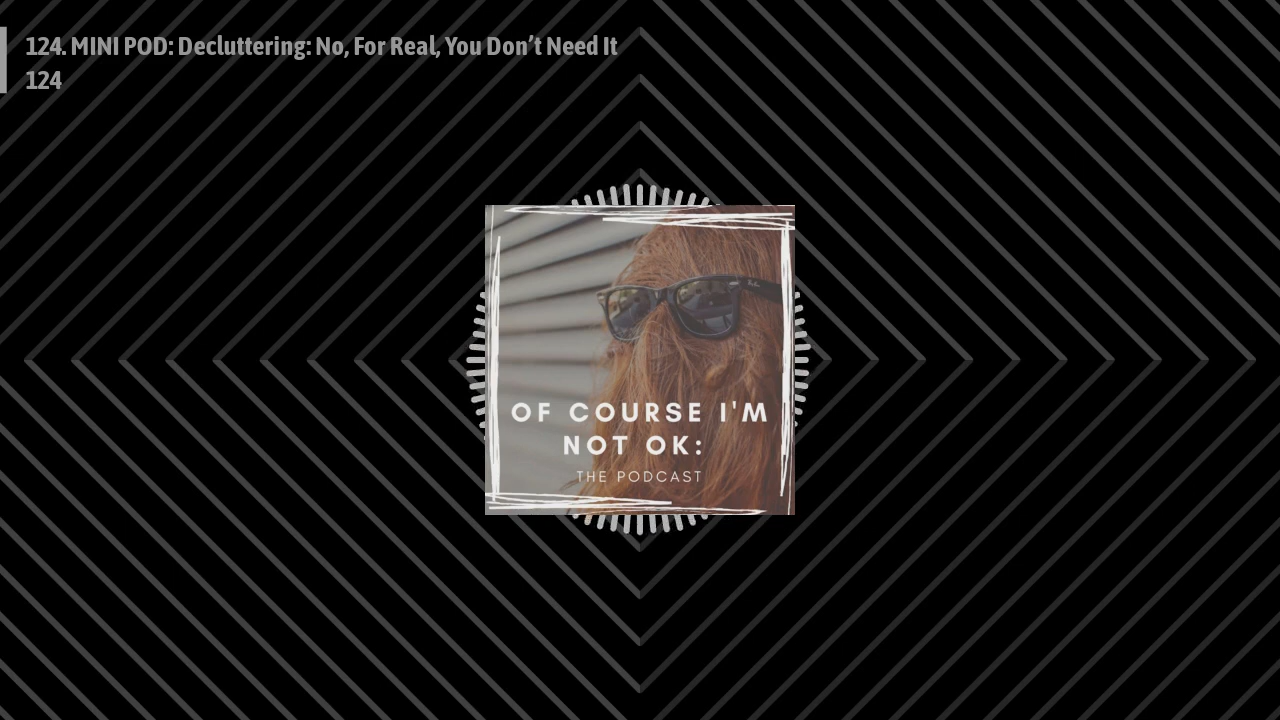 124. MINI POD: Decluttering: No, For Real, You Don’t Need It
124
OF COURSE I'M
NOT OK:
THE PODCAST